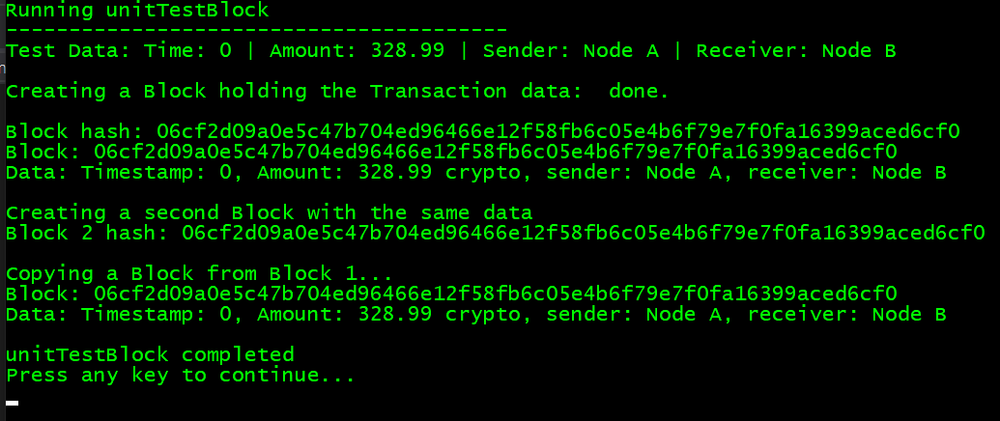 Running unitTestBlock
----------------------------------------
Test Data: Time: 0 | Amount: 328.99 | Sender: Node A | Receiver: Node B
Creating a Block holding the Transaction data:  done.
Block hash: 06cf2d09a0e5c47b704ed96466e12f58fb6c05e4b6f79e7f0fa16399aced6cf0
Block: 06cf2d09a0e5c47b704ed96466e12f58fb6c05e4b6f79e7f0fa16399aced6cf0
Data: Timestamp: 0, Amount: 328.99 crypto, sender: Node A, receiver: Node B
Creating a second Block with the same data
Block 2 hash: 06cf2d09a0e5c47b704ed96466e12f58fb6c05e4b6f79e7f0fa16399aced6cf0
Copying a Block from Block 1...
Block: 06cf2d09a0e5c47b704ed96466e12f58fb6c05e4b6f79e7f0fa16399aced6cf0
Data: Timestamp: 0, Amount: 328.99 crypto, sender: Node A, receiver: Node B
unitTestBlock completed
Press any key to continue...